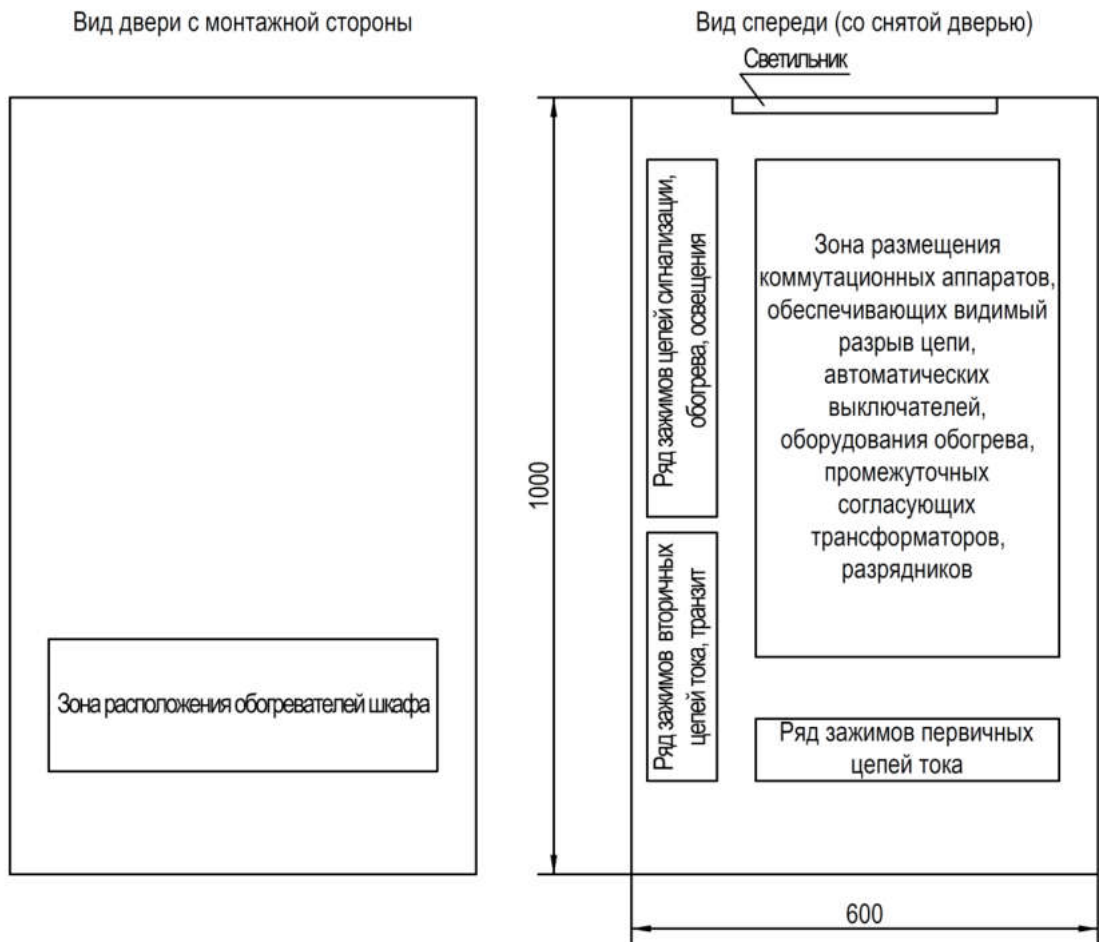 Вид двери с монтажной стороны
Зона расположения обогревателей шкафа
Вид спереди (со снятой дверью)
Светильник
Ряд зажимов цепей сигнализации,
обогрева, освещения
Зона размещения
коммутационных аппаратов,
обеспечивающих видимый
разрыв цепи,
автоматических
выключателей,
оборудования обогрева,
промежуточных
согласующих
трансформаторов,
разрядников
1000
Ряд зажимов вторичных
цепей тока, транзит
Ряд зажимов первичных
цепей тока
600